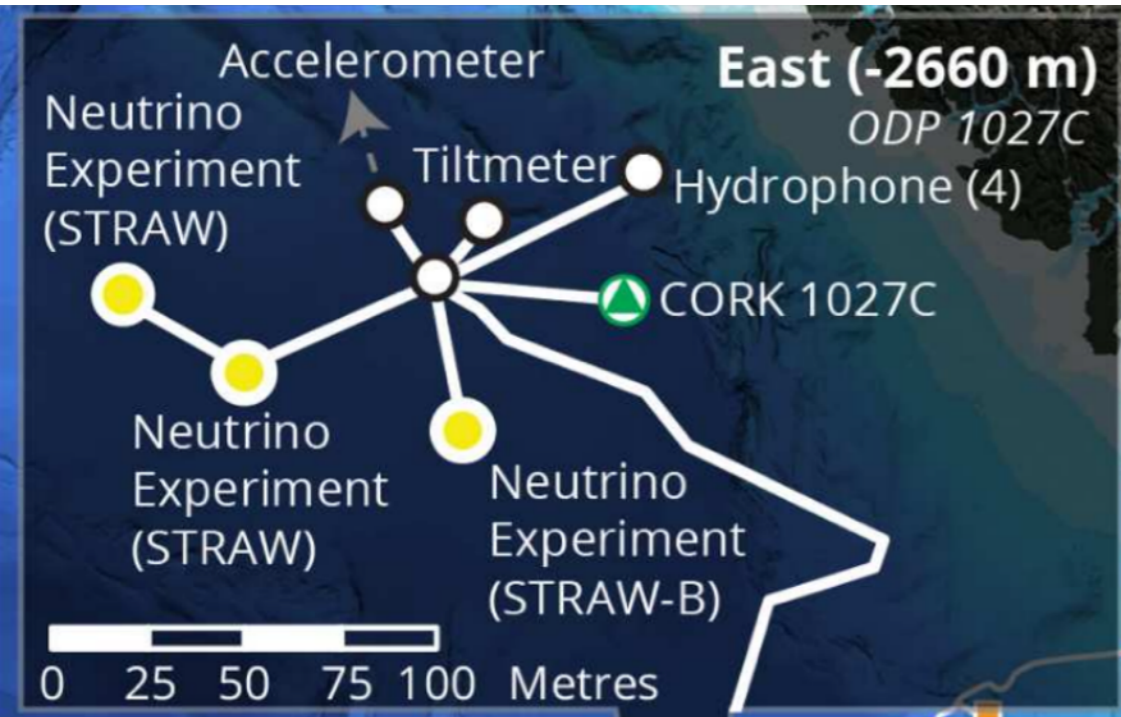 Accelerometer
East (-2660 m)
ODP 1027C
Neutrino
Experiment
(STRAW)
Tiltmeter
Hydrophone (4)
CORK 1027C
Neutrino
Experiment
(STRAW)
Neutrino
Experiment
(STRAW-B)
0 25 50 75 100 Metres